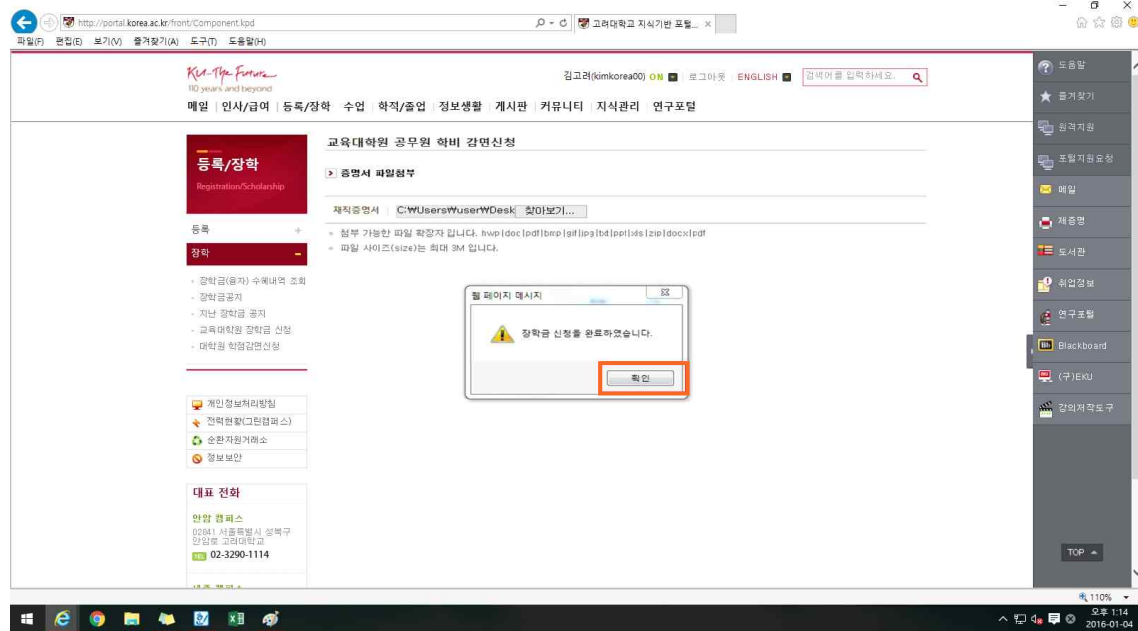 http://portal.korea.ac.kr/front/Component.kpd
고려대학교 지식기반 포털...
파일(F) 편집(E) 보기(V) 즐겨찾기(A) 도구(T) 도움말(H)
KU-The Future
110 years and beyond
김고려(kimkorea00) ON 로그아웃 ENGLISH 검색어를 입력하세요.
메일 인사/급여 등록/장학 수업 학적/졸업 정보생활 게시판 커뮤니티 지식관리 연구포털
등록/장학
Registration/Scholarship
등록 +
장학 -
장학금(융자) 수혜내역 조회
장학금공지
지난 장학금 공지
교육대학원 장학금 신청
대학원 학점감면신청
개인정보처리방침
전력현황(그린캠퍼스)
순환자원거래소
정보보안
대표 전화
안암 캠퍼스
02841 서울특별시 성북구
안암로 고려대학교
TEL 02-3290-1114
교육대학원 공무원 학비 감면신청
증명서 파일첨부
재직증명서 C:₩Users₩user₩Desk 찾아보기...
첨부 가능한 파일 확장자 입니다. hwp|doc|pdf|bmp|gif|jpg|txt|ppt|xls|zip|docx|pdf
파일 사이즈(size)는 최대 3M 입니다.
웹 페이지 메시지
장학금 신청을 완료하였습니다.
확인
도움말
즐겨찾기
원격지원
포털지원요청
메일
제증명
도서관
취업정보
연구포털
Blackboard
(구)EKU
강의저작도구
TOP
110%
오후 1:14
2016-01-04